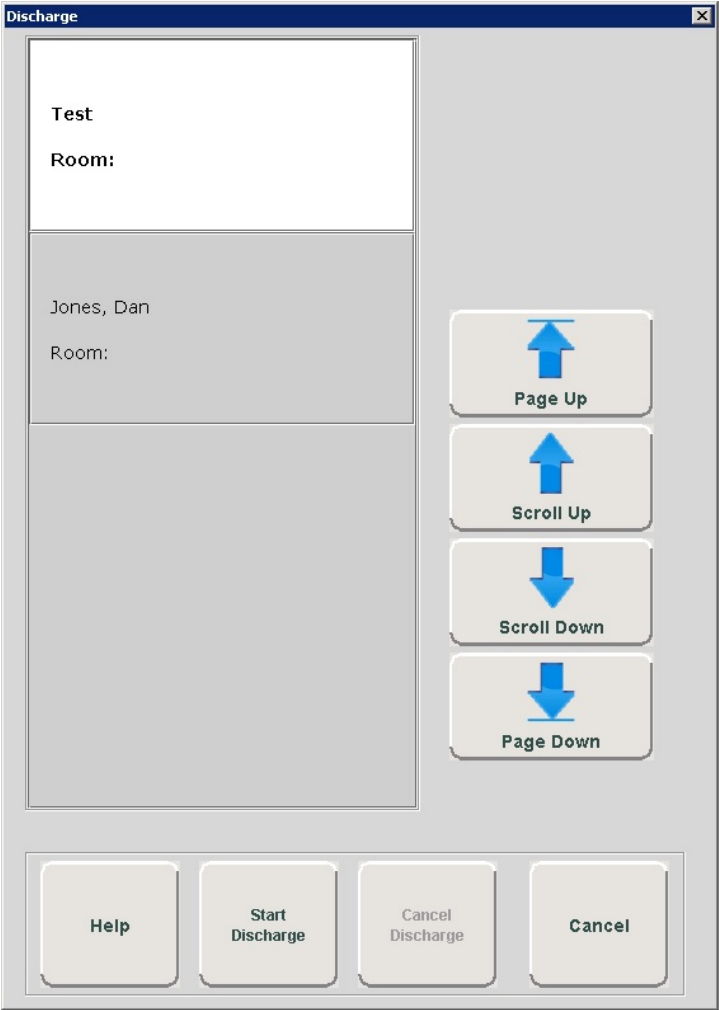 Discharge
Test
Room:
Jones, Dan
Room:
Page Up
Scroll Up
Scroll Down
Page Down
Help
Start
Discharge
Cancel
Discharge
Cancel